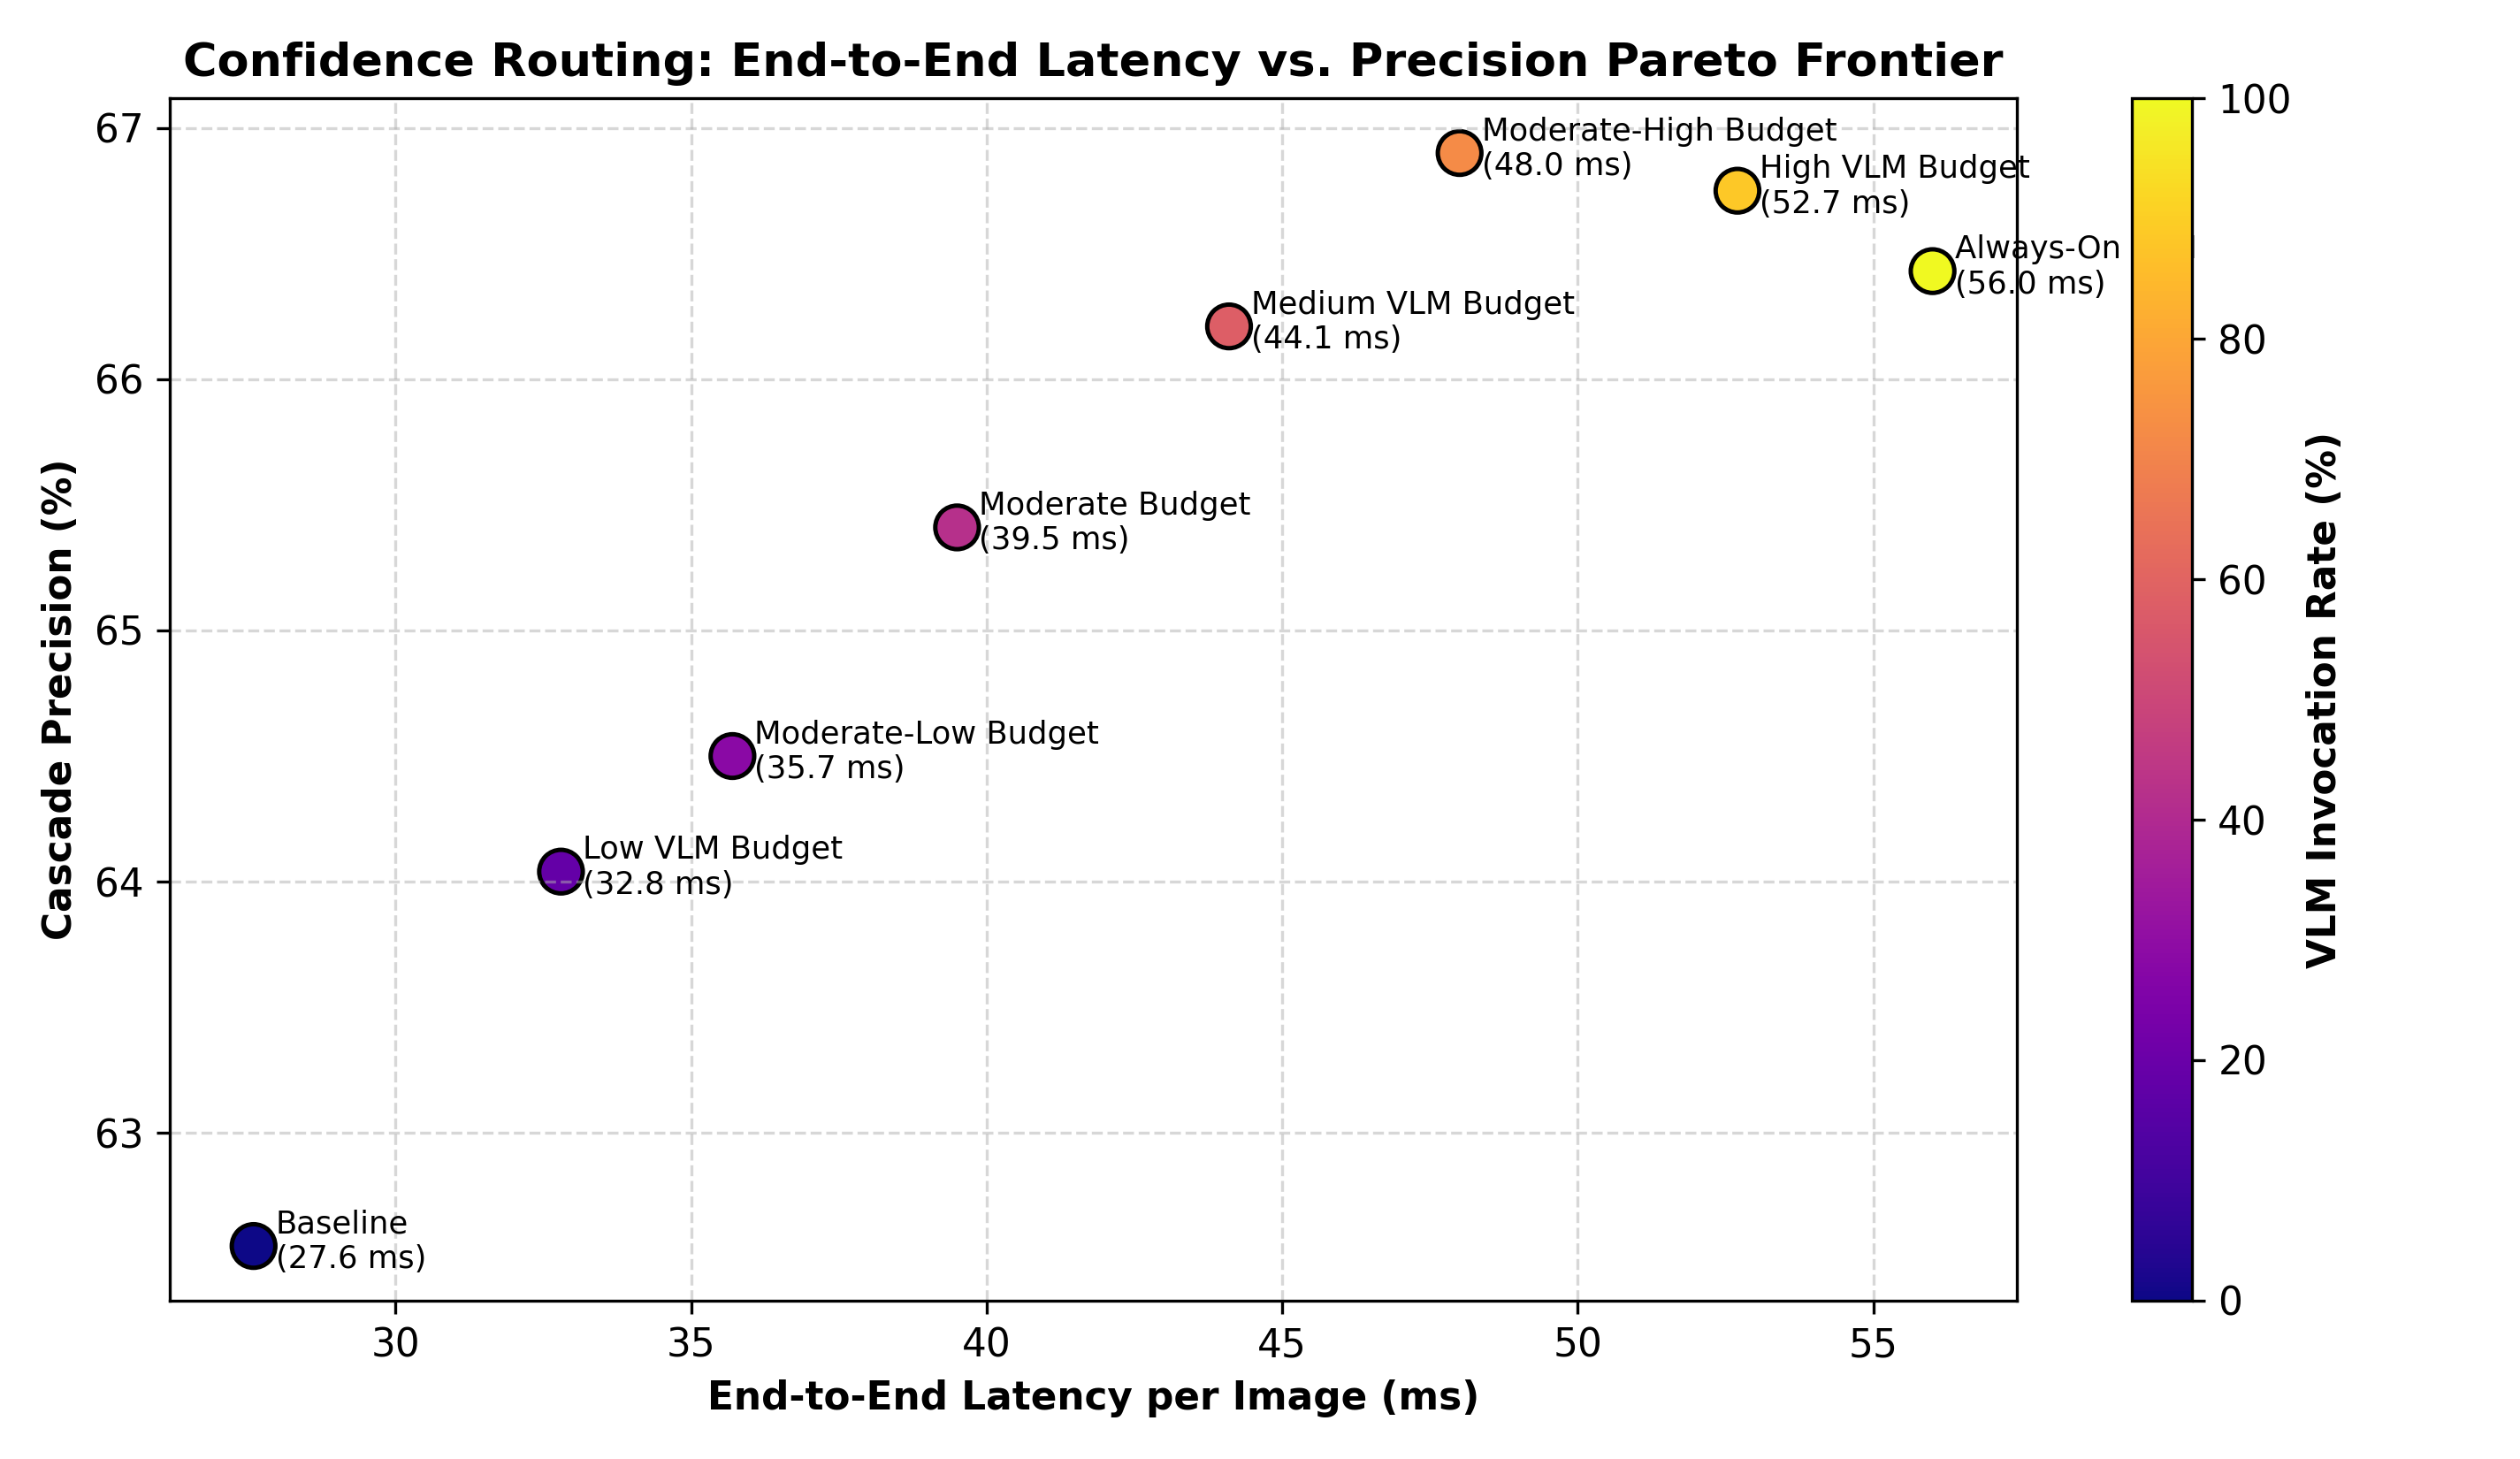 Confidence Routing: End-to-End Latency vs. Precision Pareto Frontier
Cascade Precision (%)
67
66
65
64
63
Moderate-High Budget
(48.0 ms)
High VLM Budget
(52.7 ms)
Always-On
(56.0 ms)
Medium VLM Budget
(44.1 ms)
Moderate Budget
(39.5 ms)
Moderate-Low Budget
(35.7 ms)
Low VLM Budget
(32.8 ms)
Baseline
(27.6 ms)
30 35 40 45 50 55
End-to-End Latency per Image (ms)
100
80
60
40
20
0
VLM Invocation Rate (%)